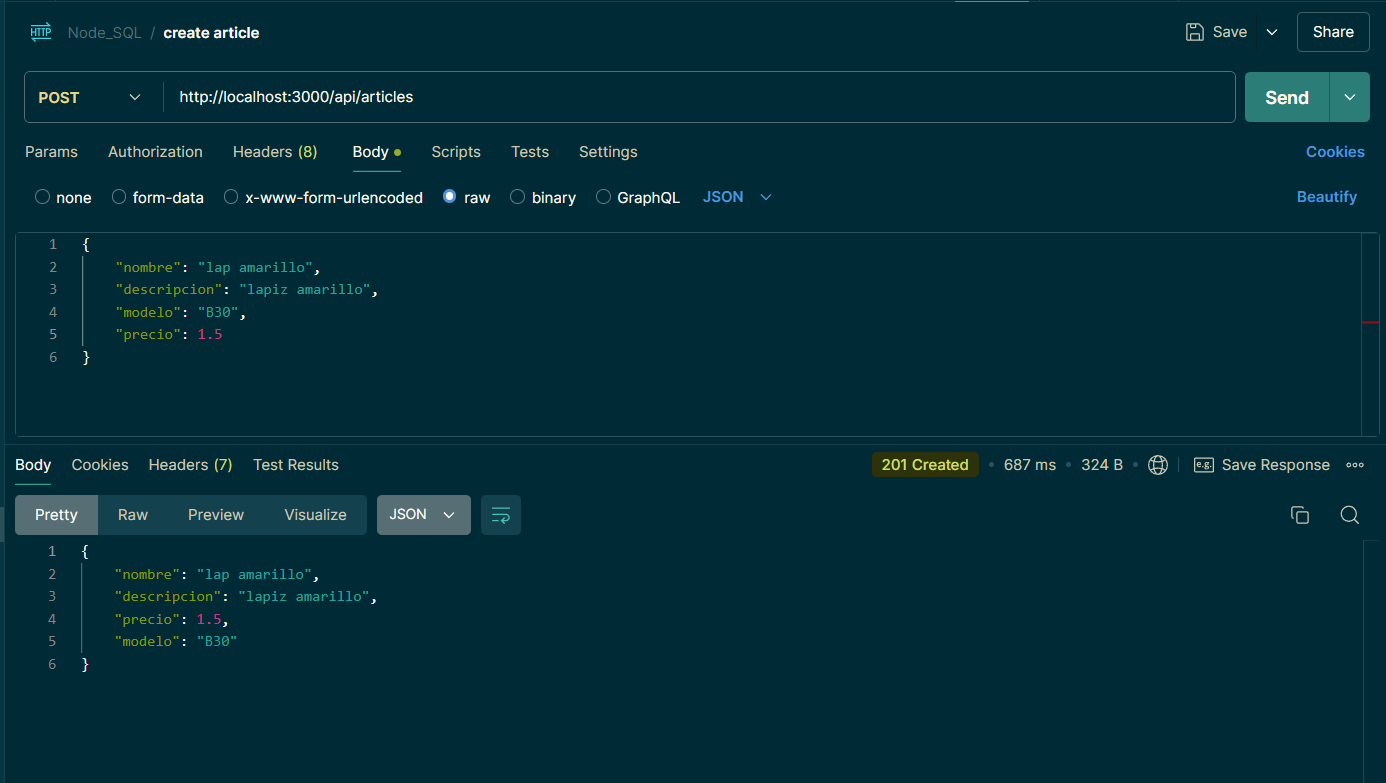 HTTP Node_SQL / create article Save Share
POST http://localhost:3000/api/articles Send
Params Authorization Headers (8) Body Scripts Tests Settings Cookies
none form-data x-www-form-urlencoded raw binary GraphQL JSON Beautify
1 {
2 "nombre": "lap amarillo",
3 "descripcion": "lapiz amarillo",
4 "modelo": "B30",
5 "precio": 1.5
6 }
Body Cookies Headers (7) Test Results 201 Created • 687 ms • 324 B • e.g. Save Response
Pretty Raw Preview Visualize JSON
1 {
2 "nombre": "lap amarillo",
3 "descripcion": "lapiz amarillo",
4 "precio": 1.5,
5 "modelo": "B30"
6 }